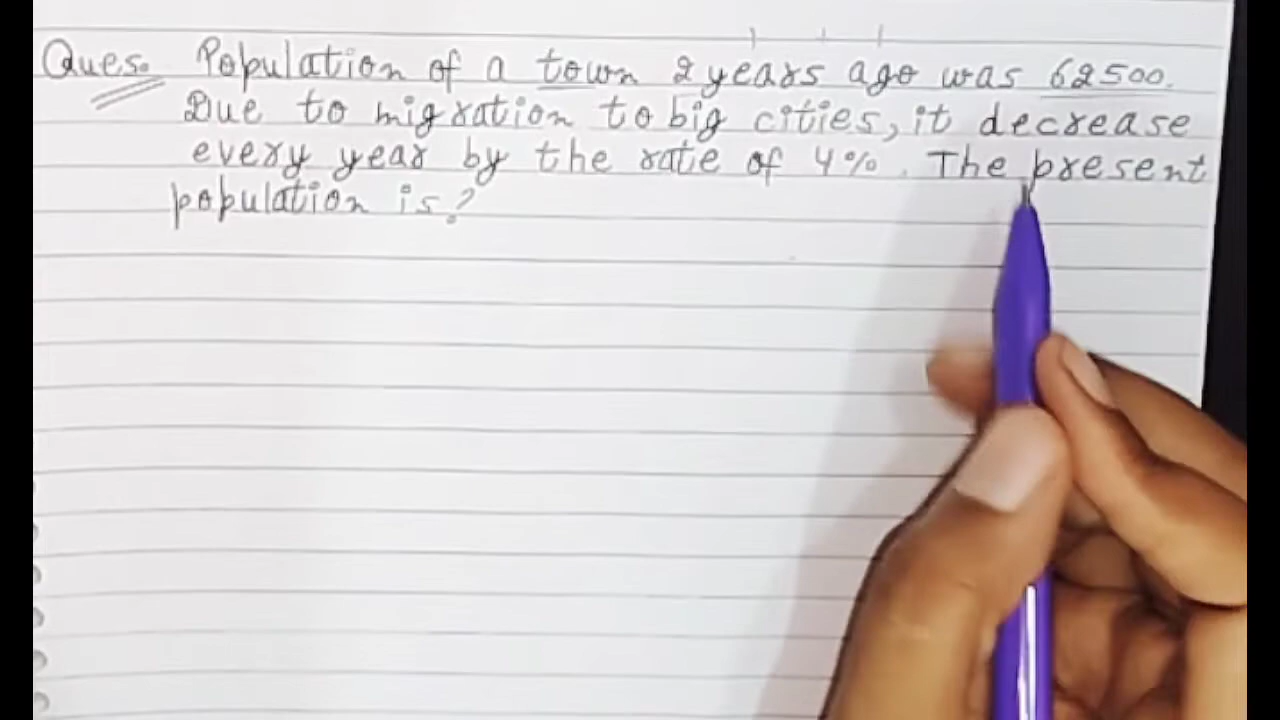 Ques. Population of a town 2 years ago was 62500.
Due to migration to big cities, it decrease
every year by the rate of 4%. The present
population is?